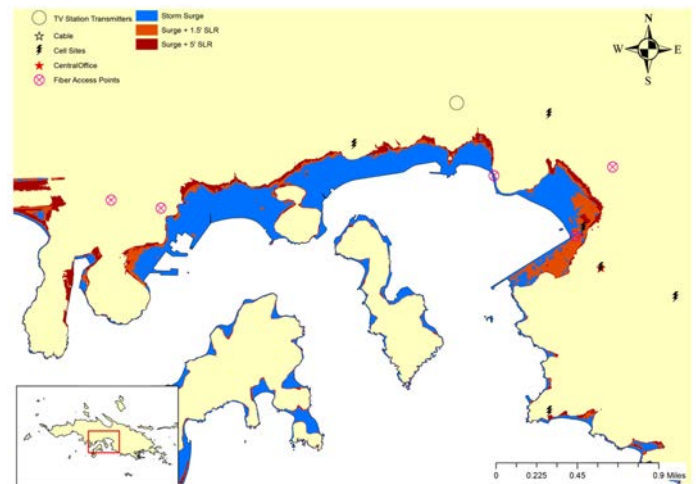 TV Station Transmitters
Cable
Cell Sites
CentralOffice
Fiber Access Points
Storm Surge
Surge + 1.5' SLR
Surge + 5' SLR
N
W E
S
0 0.225 0.45 0.9 Miles